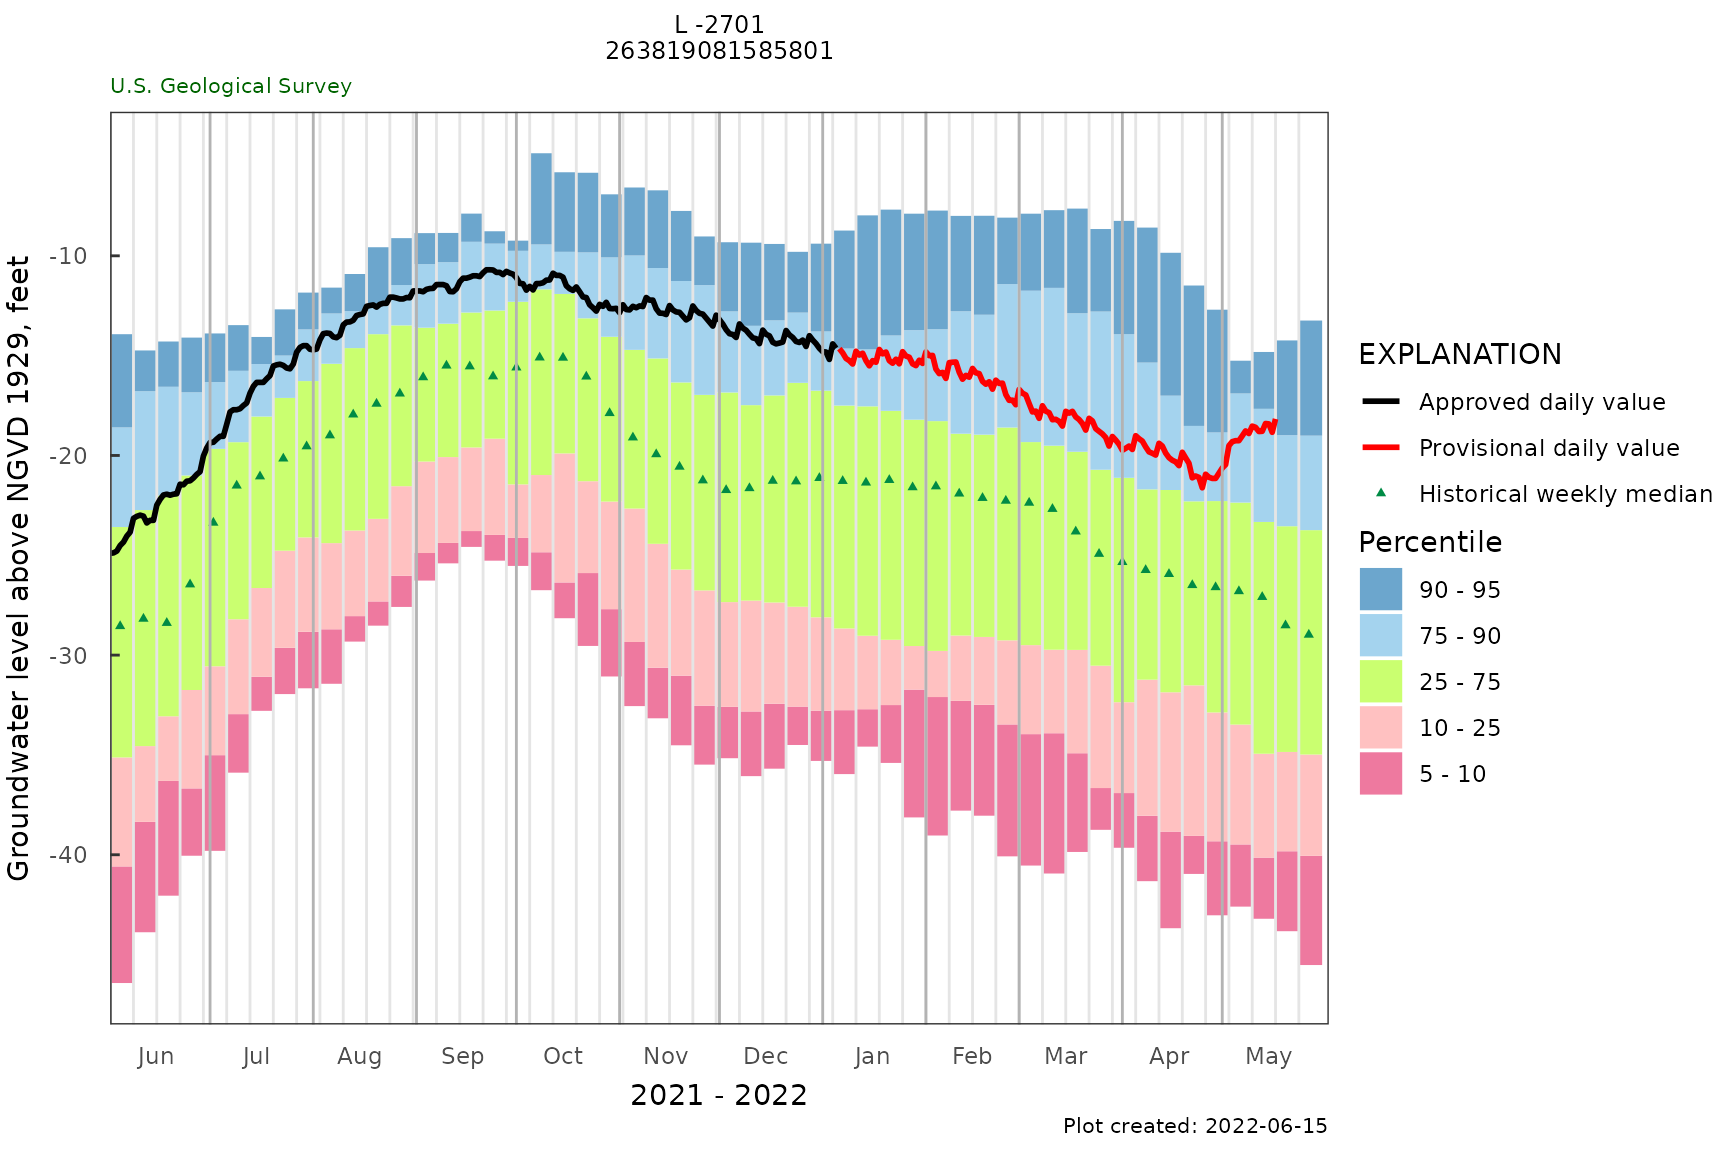 L -2701
263819081585801
U.S. Geological Survey
Groundwater level above NGVD 1929, feet
-10
-20
-30
-40
Jun Jul Aug Sep Oct Nov Dec Jan Feb Mar Apr May
2021 - 2022
EXPLANATION
Approved daily value
Provisional daily value
Historical weekly median
Percentile
90 - 95
75 - 90
25 - 75
10 - 25
5 - 10
Plot created: 2022-06-15